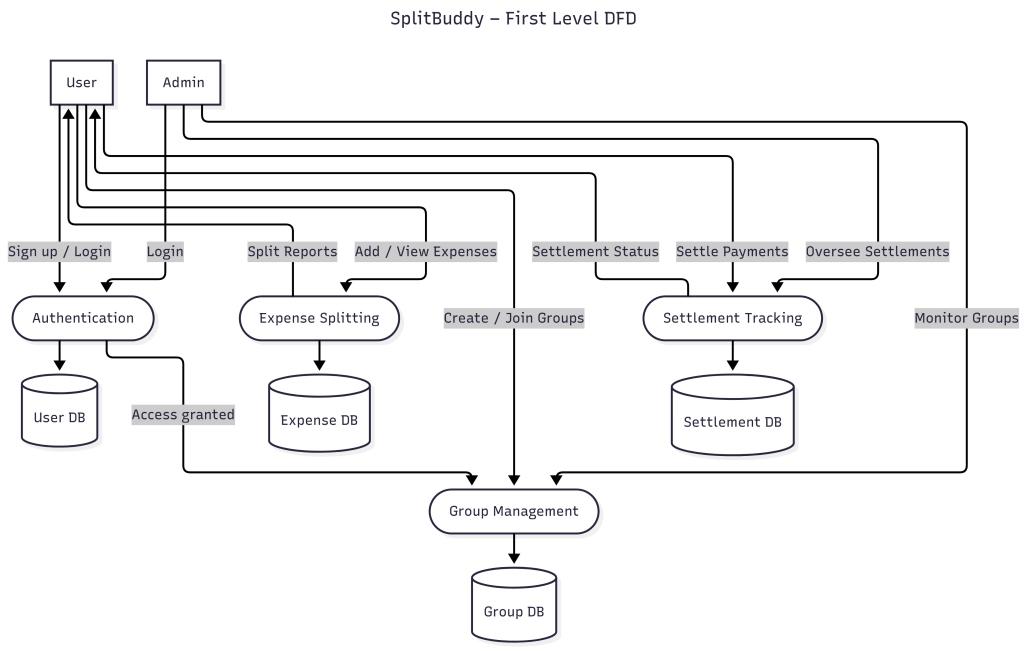 SplitBuddy – First Level DFD
User
Admin
Sign up / Login
Login
Split Reports
Add / View Expenses
Settlement Status
Settle Payments
Oversee Settlements
Authentication
Expense Splitting
Create / Join Groups
Settlement Tracking
Monitor Groups
User DB
Access granted
Expense DB
Settlement DB
Group Management
Group DB